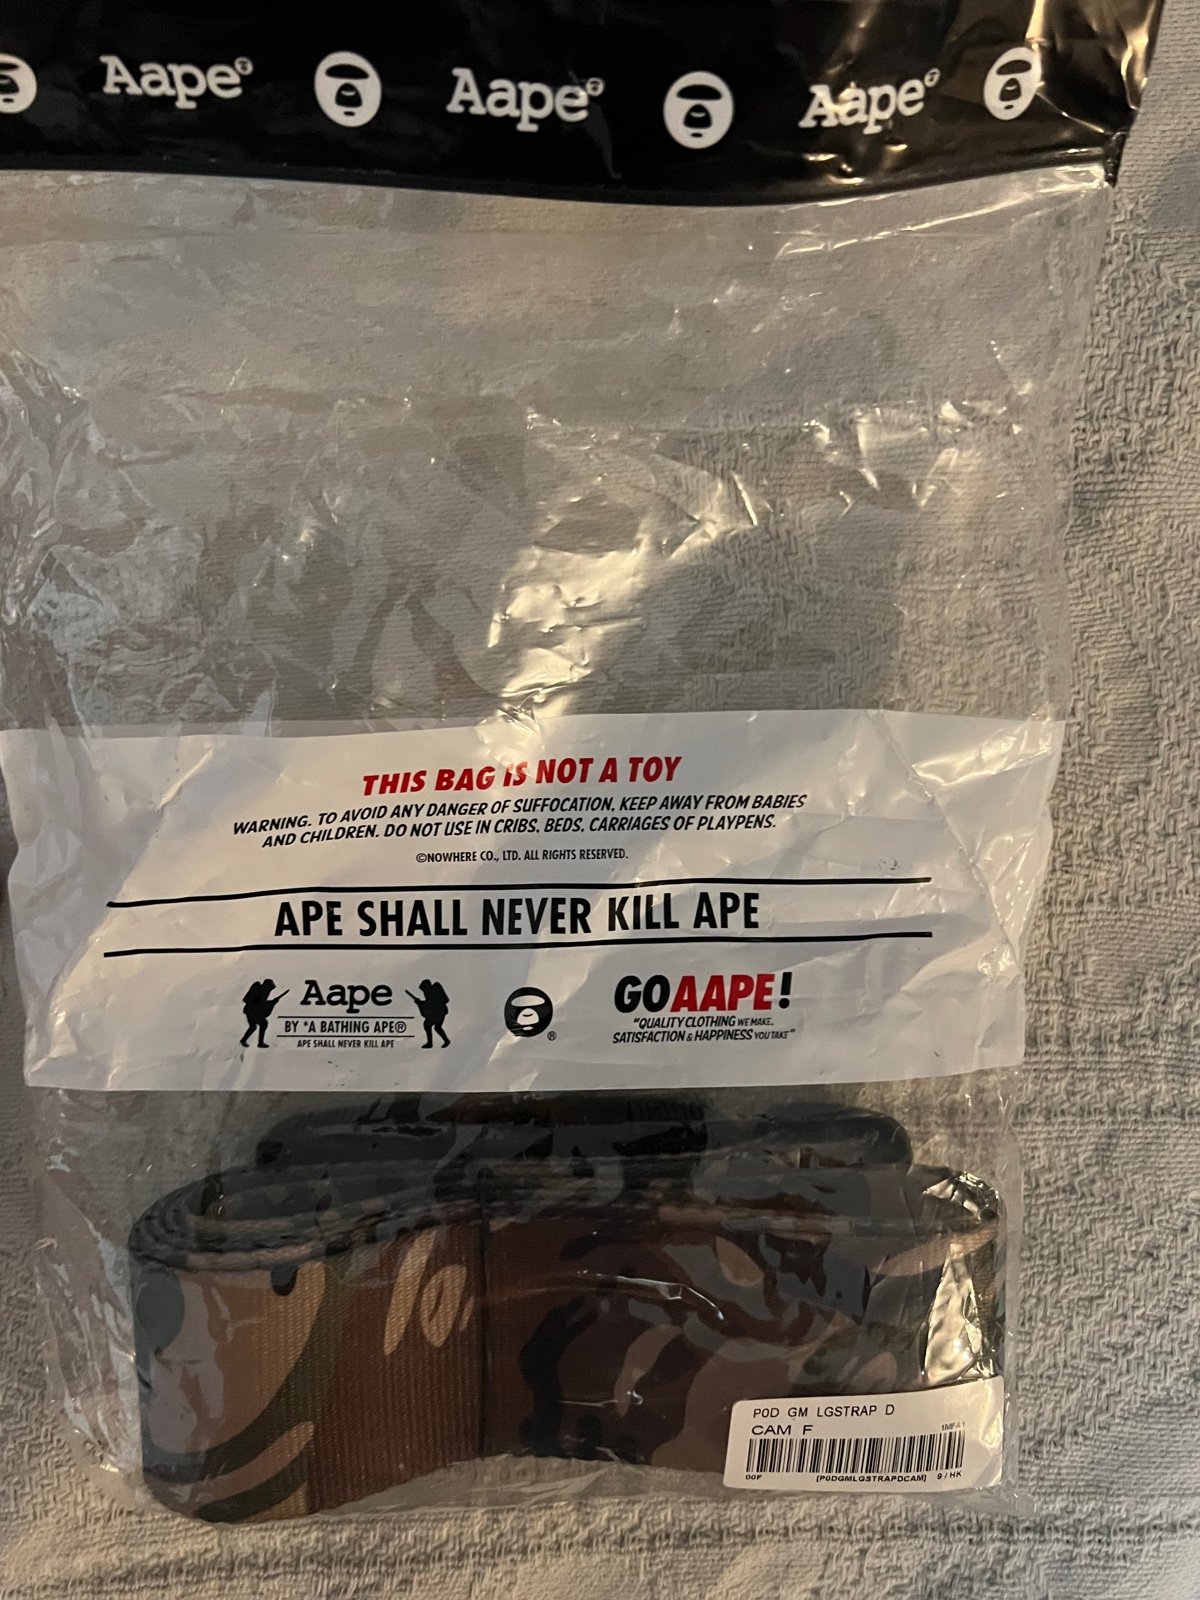 Aape® Aape® Aape®
THIS BAG IS NOT A TOY
WARNING. TO AVOID ANY DANGER OF SUFFOCATION, KEEP AWAY FROM BABIES
AND CHILDREN. DO NOT USE IN CRIBS, BEDS, CARRIAGES OF PLAYPENS.
©NOWHERE CO., LTD. ALL RIGHTS RESERVED.
APE SHALL NEVER KILL APE
Aape
BY *A BATHING APE®
APE SHALL NEVER KILL APE
®
GOAAPE!
"QUALITY CLOTHING WE MAKE.
SATISFACTION & HAPPINESS YOU TAKE"
P0D GM LGSTRAP D
CAM F
1MFA1
00F [P0DGMLGSTRAPDCAM] 9/HK